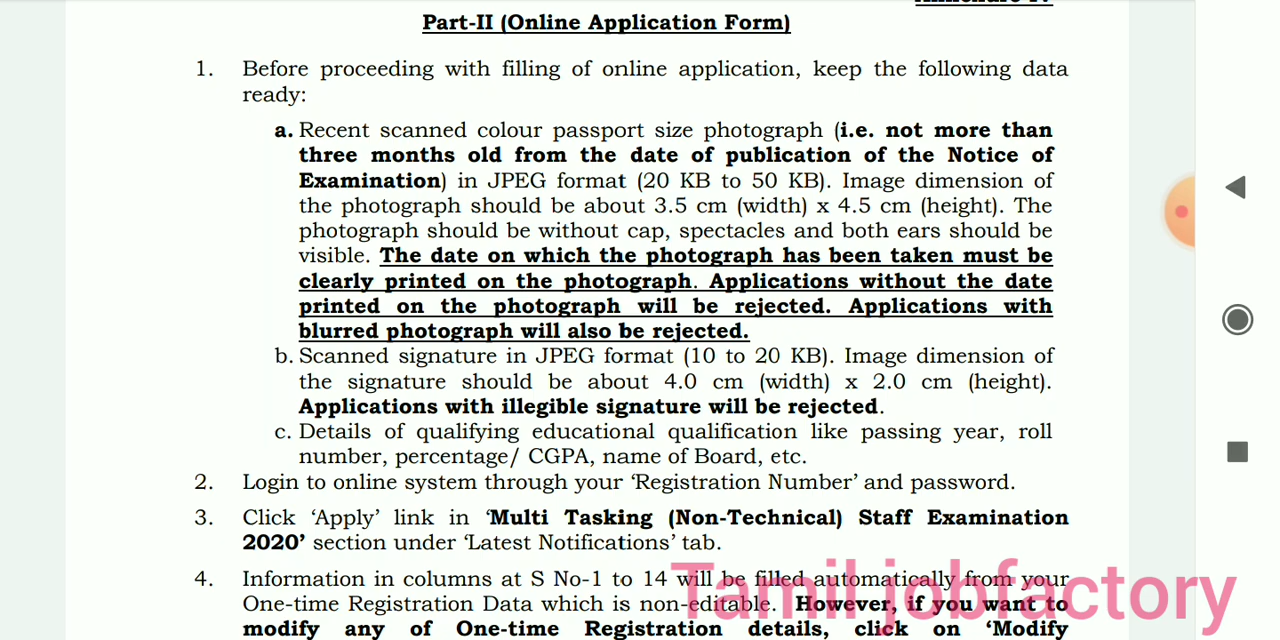 Part-II (Online Application Form)
1. Before proceeding with filling of online application, keep the following data
ready:
a. Recent scanned colour passport size photograph (i.e. not more than
three months old from the date of publication of the Notice of
Examination) in JPEG format (20 KB to 50 KB). Image dimension of
the photograph should be about 3.5 cm (width) x 4.5 cm (height). The
photograph should be without cap, spectacles and both ears should be
visible. The date on which the photograph has been taken must be
clearly printed on the photograph. Applications without the date
printed on the photograph will be rejected. Applications with
blurred photograph will also be rejected.
b. Scanned signature in JPEG format (10 to 20 KB). Image dimension of
the signature should be about 4.0 cm (width) x 2.0 cm (height).
Applications with illegible signature will be rejected.
c. Details of qualifying educational qualification like passing year, roll
number, percentage/ CGPA, name of Board, etc.
2. Login to online system through your ‘Registration Number’ and password.
3. Click ‘Apply’ link in ‘Multi Tasking (Non-Technical) Staff Examination
2020’ section under ‘Latest Notifications’ tab.
4. Information in columns at S No-1 to 14 will be filled automatically from your
One-time Registration Data which is non-editable. However, if you want to
modify any of One-time Registration details, click on ‘Modify
Tamil jobfactory